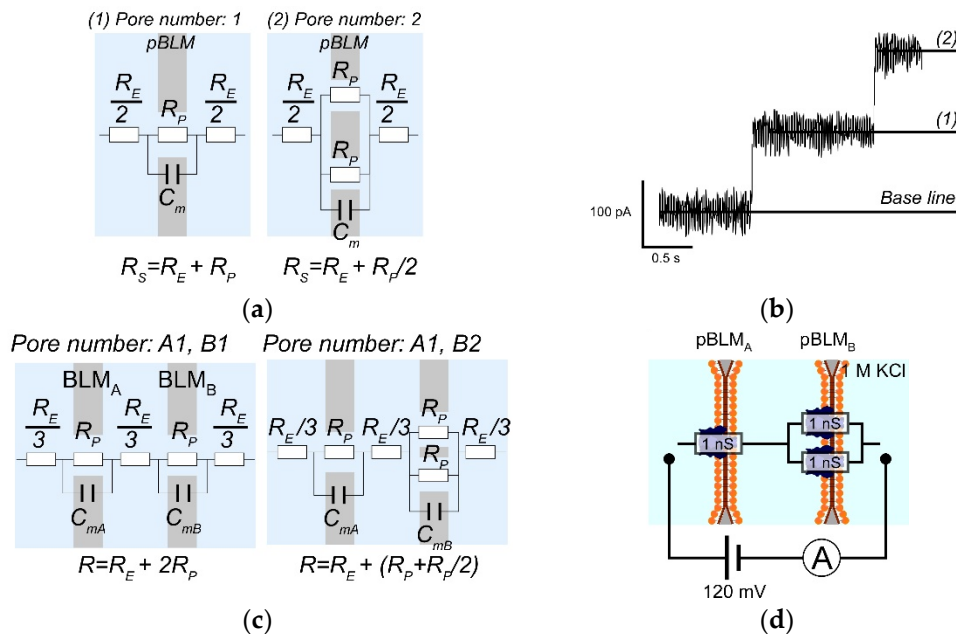 (1) Pore number: 1
pBLM
R_E/2
R_P
R_E/2
C_m
R_S=R_E + R_P
(2) Pore number: 2
pBLM
R_P
R_E/2
R_E/2
R_P
C_m
R_S=R_E + R_P/2
(a)
(2)
(1)
Base line
100 pA
0.5 s
(b)
Pore number: A1, B1
BLM_A
BLM_B
R_E/3
R_P
R_E/3
R_P
R_E/3
C_mA
C_mB
R=R_E + 2R_P
Pore number: A1, B2
R_P
R_E/3
R_P
R_E/3
R_E/3
R_P
C_mA
C_mB
R=R_E + (R_P+R_P/2)
(c)
pBLM_A
pBLM_B
1 M KCl
1 nS
1 nS
1 nS
A
120 mV
(d)